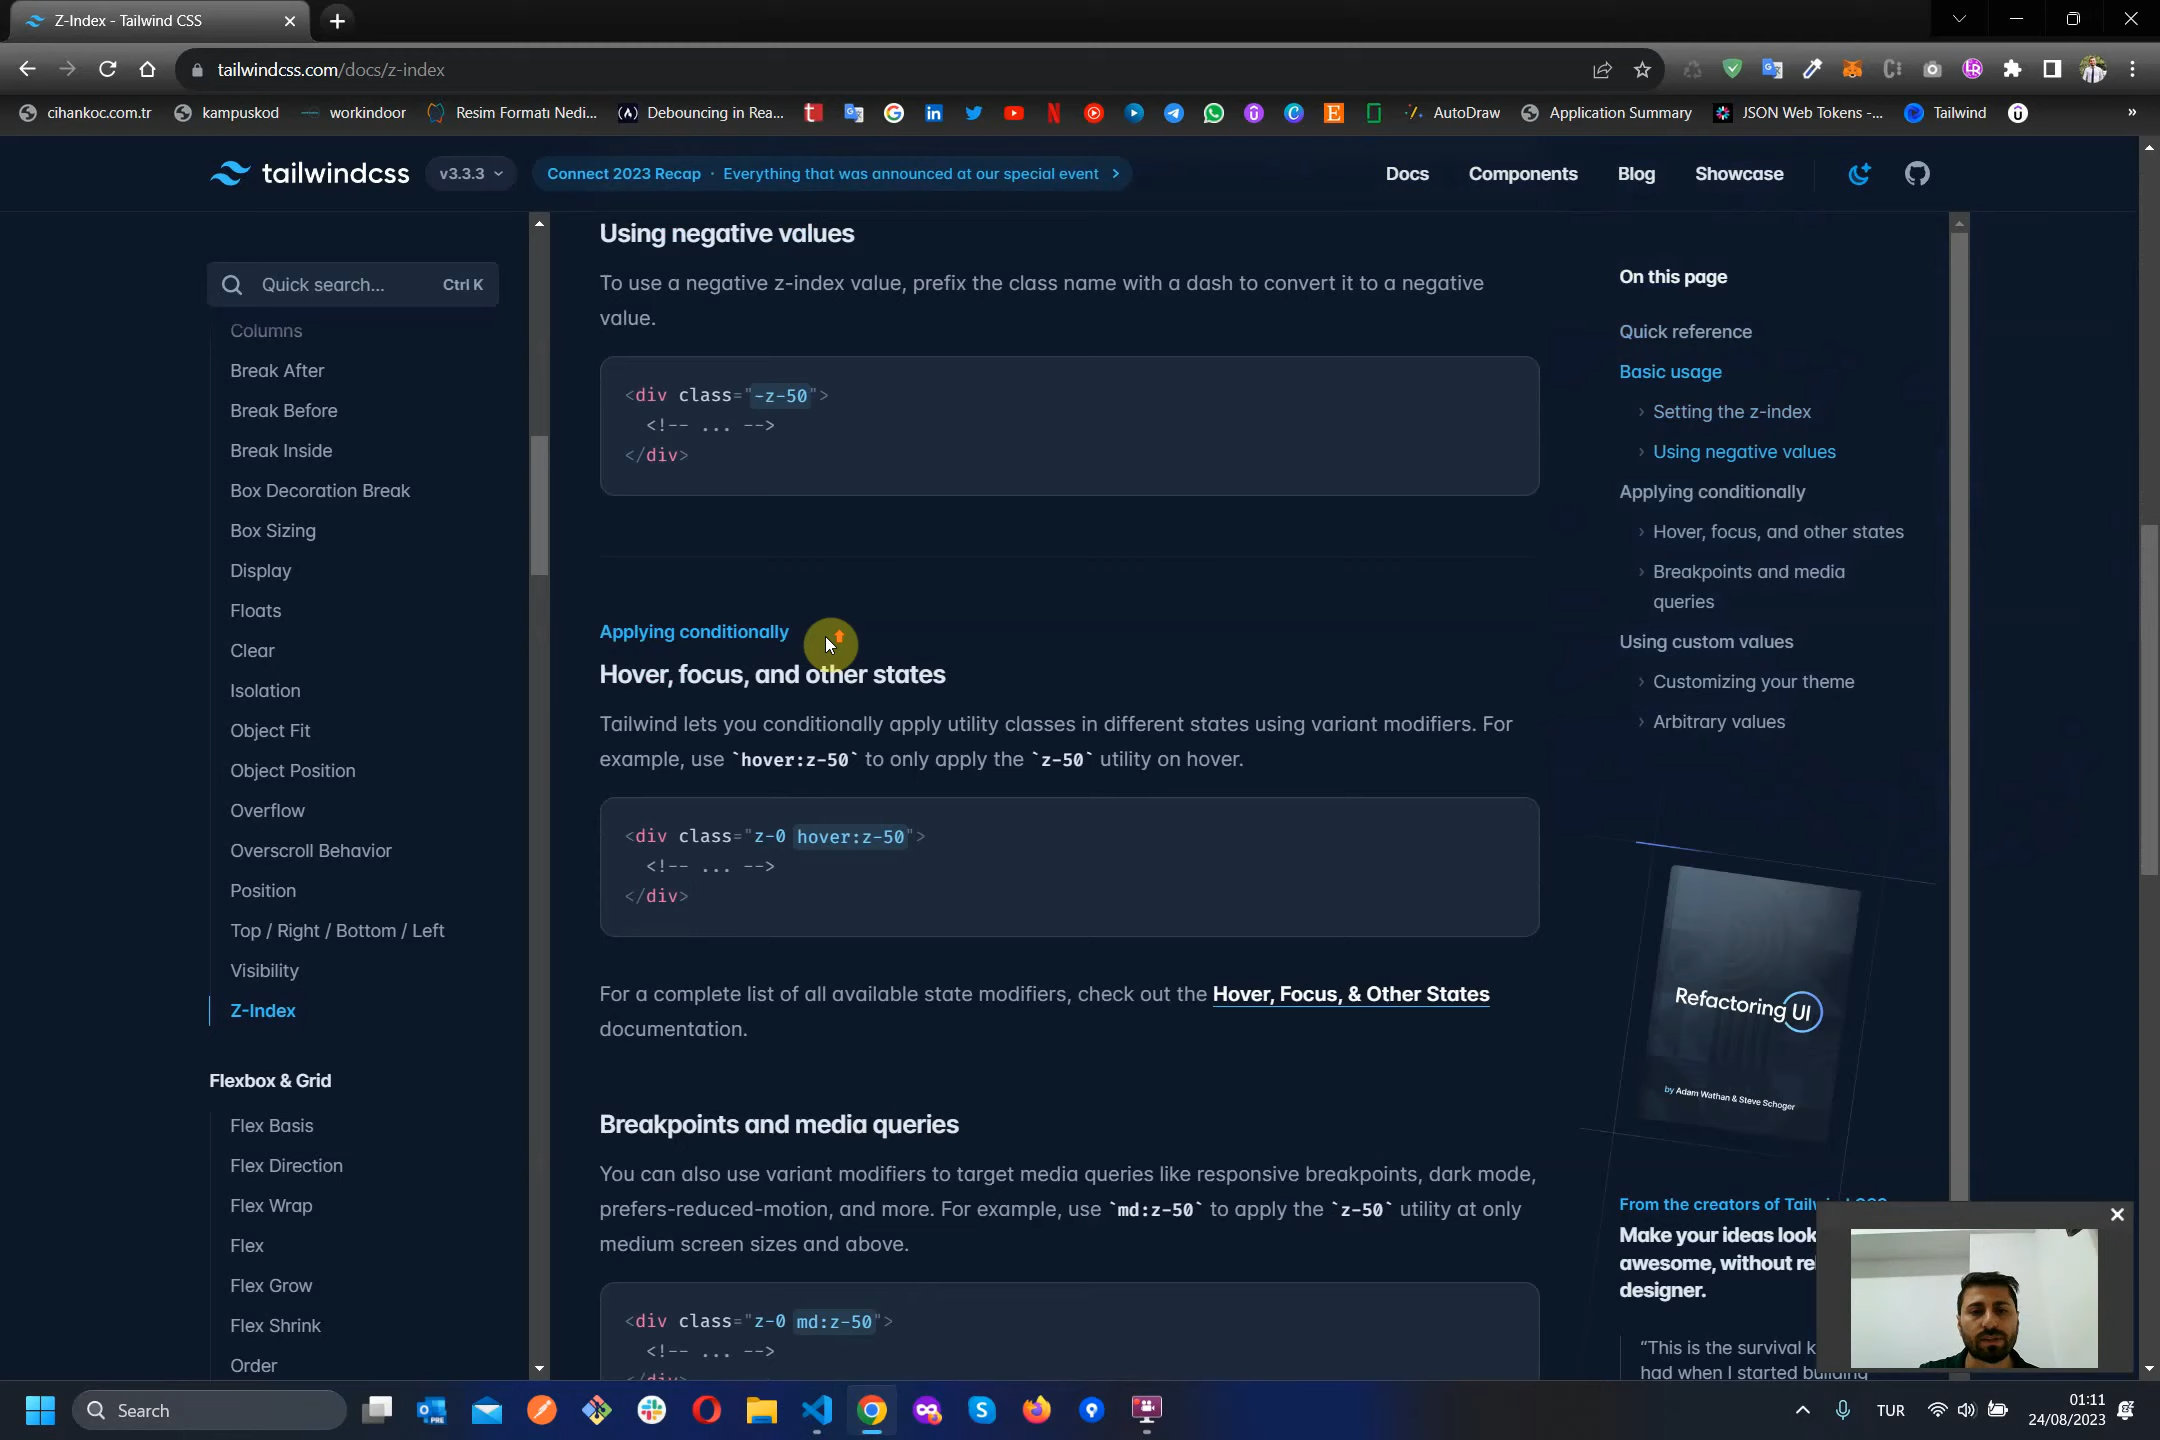 Z-Index - Tailwind CSS
tailwindcss.com/docs/z-index
cihankoc.com.tr
kampuskod
workindoor
Resim Formatı Nedi...
Debouncing in Rea...
AutoDraw
Application Summary
JSON Web Tokens -...
Tailwind
»
tailwindcss
v3.3.3
Connect 2023 Recap · Everything that was announced at our special event
Docs
Components
Blog
Showcase
Quick search...
Ctrl K
Columns
Break After
Break Before
Break Inside
Box Decoration Break
Box Sizing
Display
Floats
Clear
Isolation
Object Fit
Object Position
Overflow
Overscroll Behavior
Position
Top / Right / Bottom / Left
Visibility
Z-Index
Flexbox & Grid
Flex Basis
Flex Direction
Flex Wrap
Flex
Flex Grow
Flex Shrink
Order
Using negative values
To use a negative z-index value, prefix the class name with a dash to convert it to a negative
value.
<div class="-z-50">
<!-- ... -->
</div>
Applying conditionally
Hover, focus, and other states
Tailwind lets you conditionally apply utility classes in different states using variant modifiers. For
example, use `hover:z-50` to only apply the `z-50` utility on hover.
<div class="z-0 hover:z-50">
<!-- ... -->
</div>
For a complete list of all available state modifiers, check out the Hover, Focus, & Other States
documentation.
Breakpoints and media queries
You can also use variant modifiers to target media queries like responsive breakpoints, dark mode,
prefers-reduced-motion, and more. For example, use `md:z-50` to apply the `z-50` utility at only
medium screen sizes and above.
<div class="z-0 md:z-50">
<!-- ... -->
</div>
On this page
Quick reference
Basic usage
Setting the z-index
Using negative values
Applying conditionally
Hover, focus, and other states
Breakpoints and media
queries
Using custom values
Customizing your theme
Arbitrary values
Refactoring UI
by Adam Wathan & Steve Schoger
From the creators of
Make your ideas look
awesome, without
designer.
“This is the survival
had when I started building
Search
TUR
01:11
24/08/2023